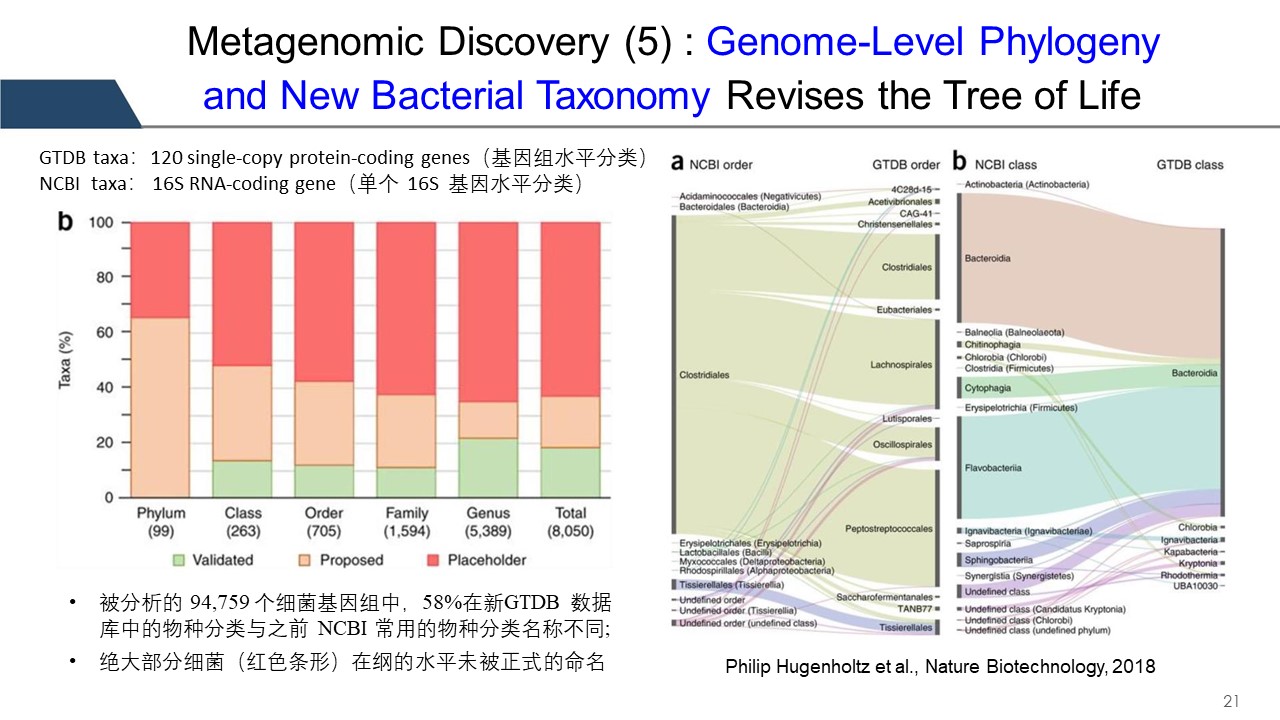 Metagenomic Discovery (5) : Genome-Level Phylogeny
and New Bacterial Taxonomy Revises the Tree of Life
GTDB taxa： 120 single-copy protein-coding genes（基因组水平分类）
NCBI taxa： 16S RNA-coding gene（单个 16S 基因水平分类）
b
Taxa (%)
100
80
60
40
20
0
Phylum Class Order Family Genus Total
(99) (263) (705) (1,594) (5,389) (8,050)
Validated Proposed Placeholder
• 被分析的 94,759 个细菌基因组中，58%在新GTDB 数据
库中的物种分类与之前 NCBI 常用的物种分类名称不同;
• 绝大部分细菌（红色条形）在纲的水平未被正式的命名
a NCBI order GTDB order
Acidaminococcales (Negativicutes)
Bacteroidales (Bacteroidia)
Clostridiales
Erysipelotrichales (Erysipelotrichia)
Lactobacillales (Bacilli)
Myxococcales (Deltaproteobacteria)
Rhodospirillales (Alphaproteobacteria)
Tissierellales (Tissierellia)
Undefined order
Undefined order (Tissierellia)
Undefined order (undefined class)
4C28d-15
Acetivibrionales
CAG-41
Christensenellales
Clostridiales
Eubacteriales
Lachnospirales
Lutisporales
Oscillospirales
Peptostreptococcales
Saccharofermentanales
TANB77
Tissierellales
b NCBI class GTDB class
Actinobacteria (Actinobacteria)
Bacteroidia
Balneolia (Balneolaeota)
Chitinophagia
Chlorobia (Chlorobi)
Clostridia (Firmicutes)
Cytophagia
Erysipelotrichia (Firmicutes)
Flavobacteriia
Ignavibacteria (Ignavibacteriae)
Saprospiria
Sphingobacteriia
Synergistia (Synergistetes)
Undefined class
Undefined class (Candidatus Kryptonia)
Undefined class (Chlorobi)
Undefined class (undefined phylum)
Bacteroidia
Chlorobia
Ignavibacteria
Kapabacteria
Kryptonia
Rhodothermia
UBA10030
Philip Hugenholtz et al., Nature Biotechnology, 2018
21